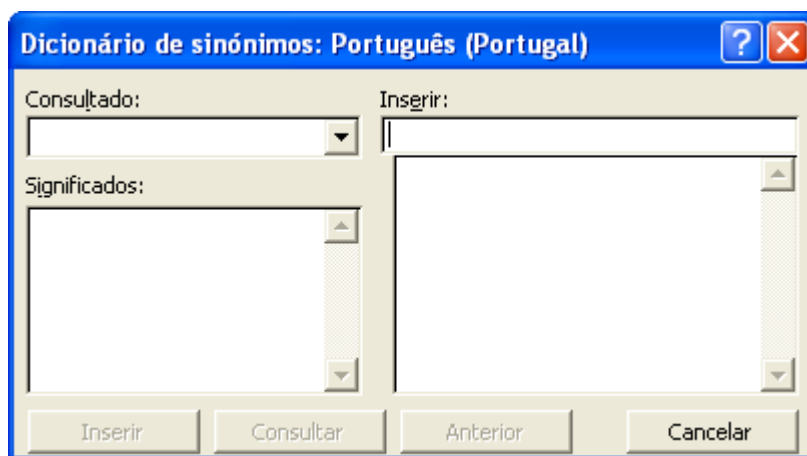 Dicionário de sinónimos: Português (Portugal)
Consultado:
Inserir:
Significados:
Inserir
Consultar
Anterior
Cancelar